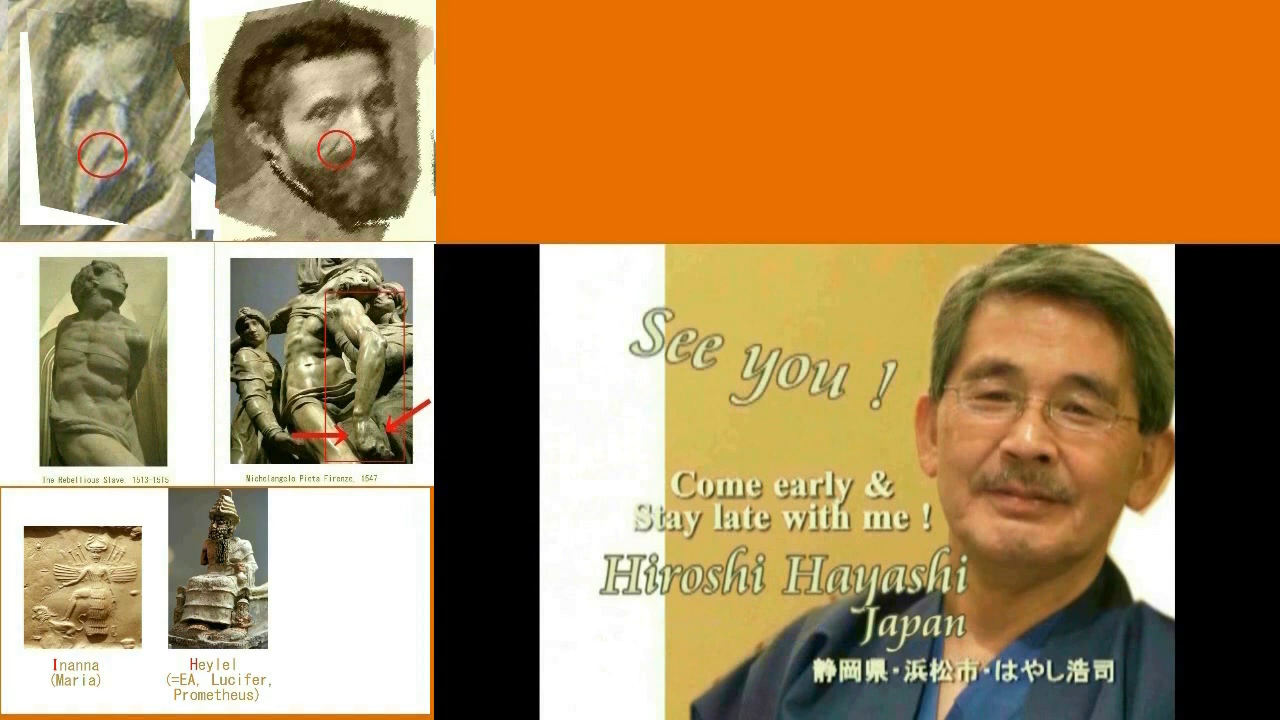 The Rebellious Slave, 1513-1515
Michelangelo Pieta Firenze, 1547
Inanna
(Maria)
Heylel
(=EA, Lucifer,
Prometheus)
See you !
Come early &
Stay late with me !
Hiroshi Hayashi
Japan
静岡県・浜松市・はやし浩司